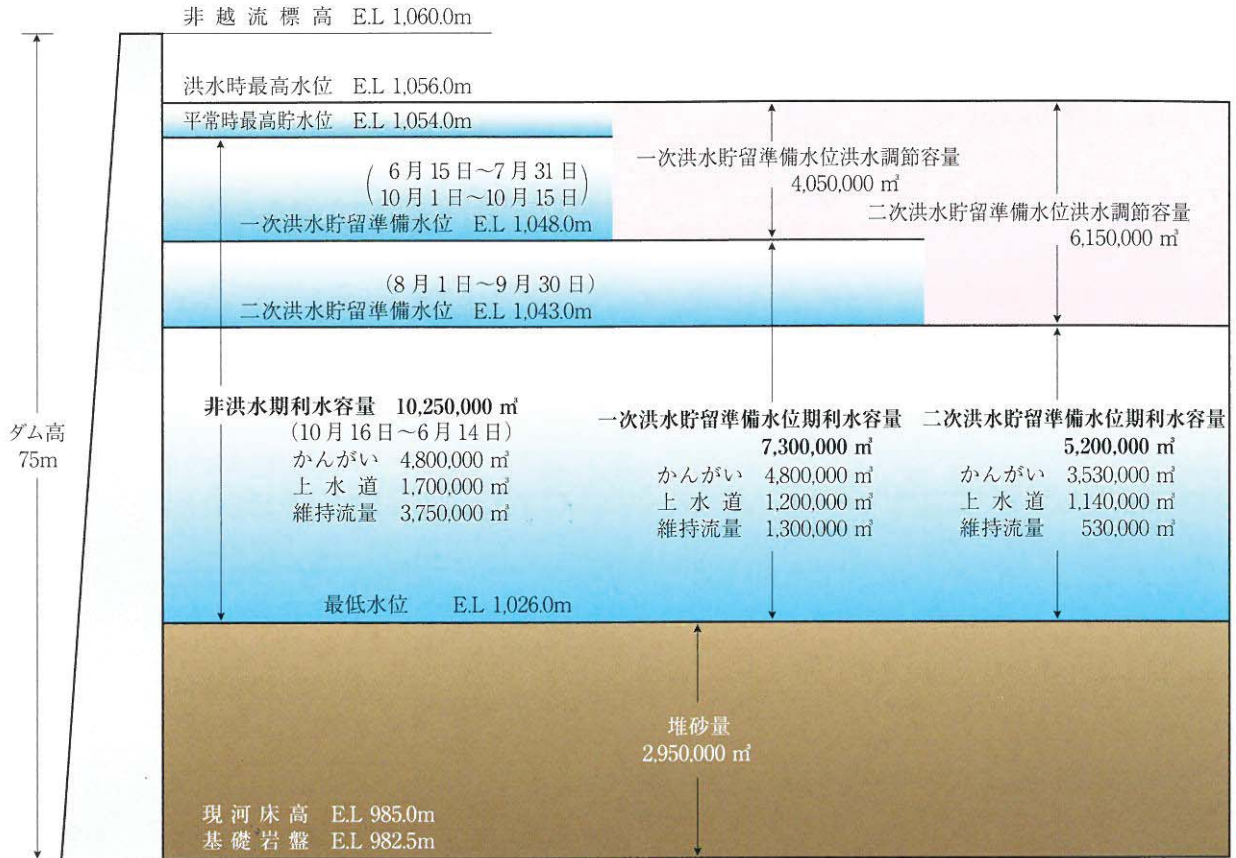 非越流標高 E.L 1,060.0m
洪水時最高水位 E.L 1,056.0m
平常時最高貯水位 E.L 1,054.0m
(6月15日~7月31日
10月1日~10月15日)
一次洪水貯留準備水位 E.L 1,048.0m
(8月1日~9月30日)
二次洪水貯留準備水位 E.L 1,043.0m
一次洪水貯留準備水位洪水調節容量
4,050,000 ㎥
二次洪水貯留準備水位洪水調節容量
6,150,000 ㎥
ダム高
75m
非洪水期利水容量 10,250,000 ㎥
(10月16日~6月14日)
かんがい 4,800,000 ㎥
上水道 1,700,000 ㎥
維持流量 3,750,000 ㎥
一次洪水貯留準備水位期利水容量
7,300,000 ㎥
かんがい 4,800,000 ㎥
上水道 1,200,000 ㎥
維持流量 1,300,000 ㎥
二次洪水貯留準備水位期利水容量
5,200,000 ㎥
かんがい 3,530,000 ㎥
上水道 1,140,000 ㎥
維持流量 530,000 ㎥
最低水位 E.L 1,026.0m
堆砂量
2,950,000 ㎥
現河床高 E.L 985.0m
基礎岩盤 E.L 982.5m